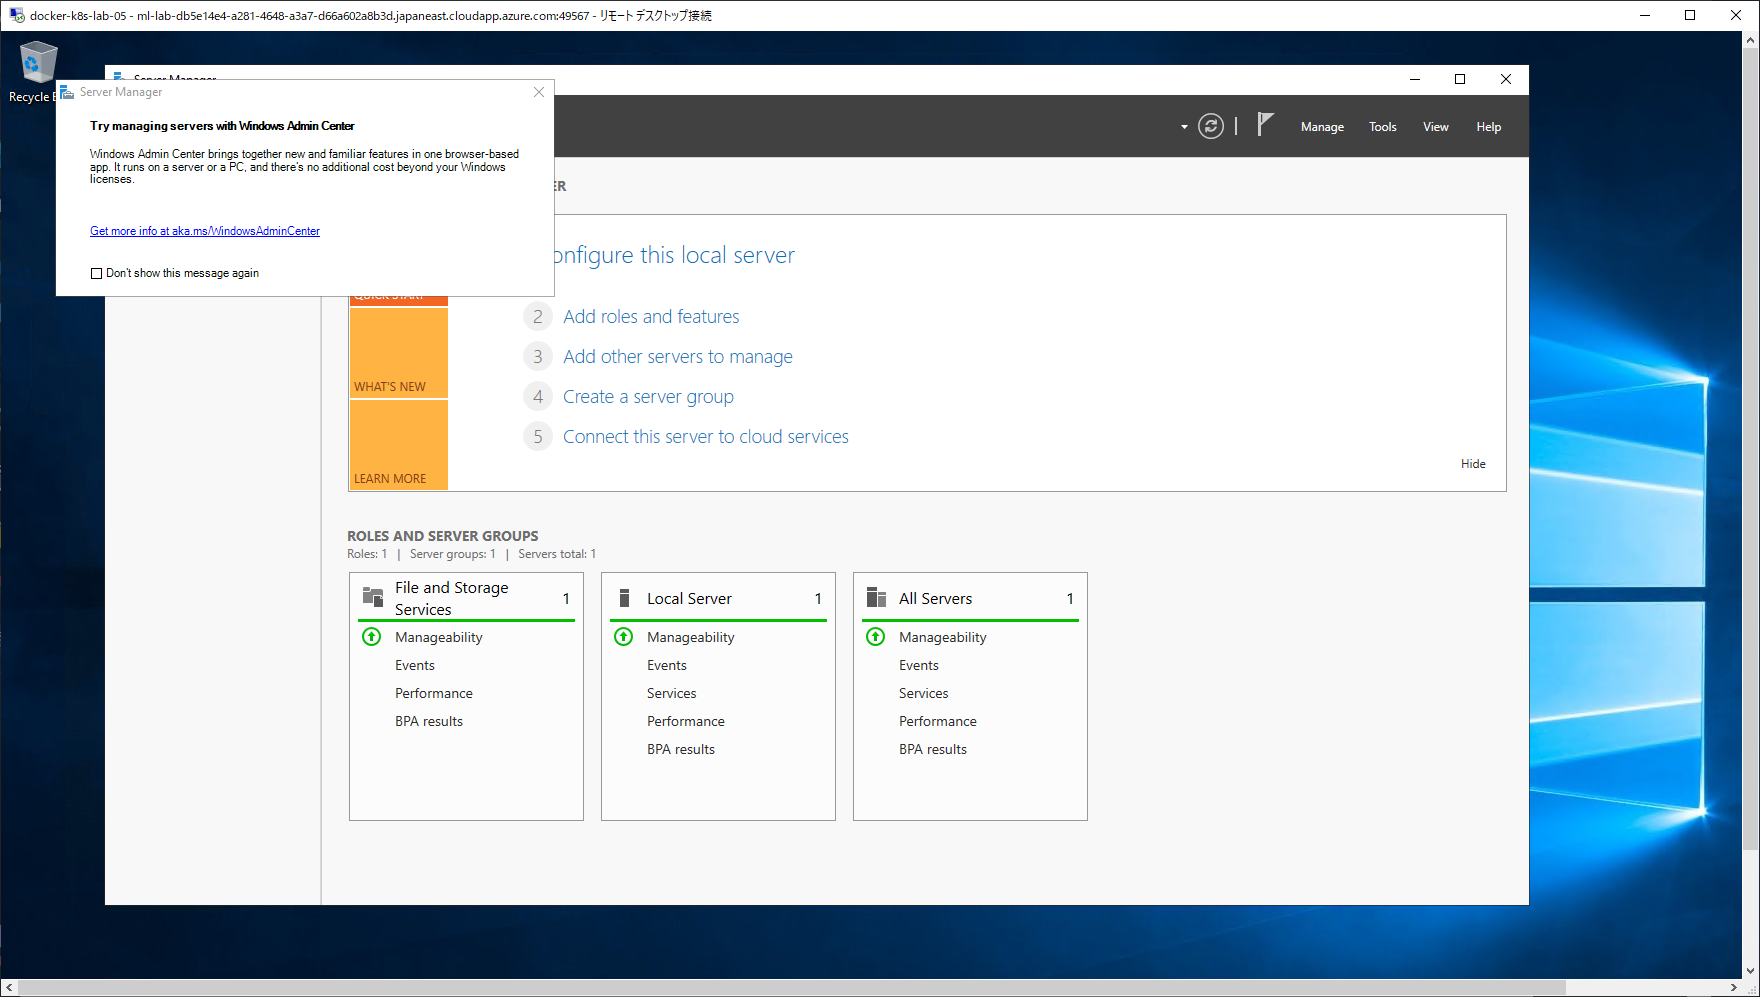 docker-k8s-lab-05 - ml-lab-db5e14e4-a281-4648-a3a7-d66a602a8b3d.japaneast.cloudapp.azure.com:49567 - リモート デスクトップ接続
Recycle
Server Manager
Server Manager
Try managing servers with Windows Admin Center
Windows Admin Center brings together new and familiar features in one browser-based
app. It runs on a server or a PC, and there's no additional cost beyond your Windows
licenses.
Get more info at aka.ms/WindowsAdminCenter
Don't show this message again
Manage
Tools
View
Help
ER
onfigure this local server
QUICK START
2 Add roles and features
3 Add other servers to manage
WHAT'S NEW
4 Create a server group
5 Connect this server to cloud services
Hide
LEARN MORE
ROLES AND SERVER GROUPS
Roles: 1 | Server groups: 1 | Servers total: 1
File and Storage
Services
1
Manageability
Events
Performance
BPA results
Local Server 1
Manageability
Events
Services
Performance
BPA results
All Servers 1
Manageability
Events
Services
Performance
BPA results